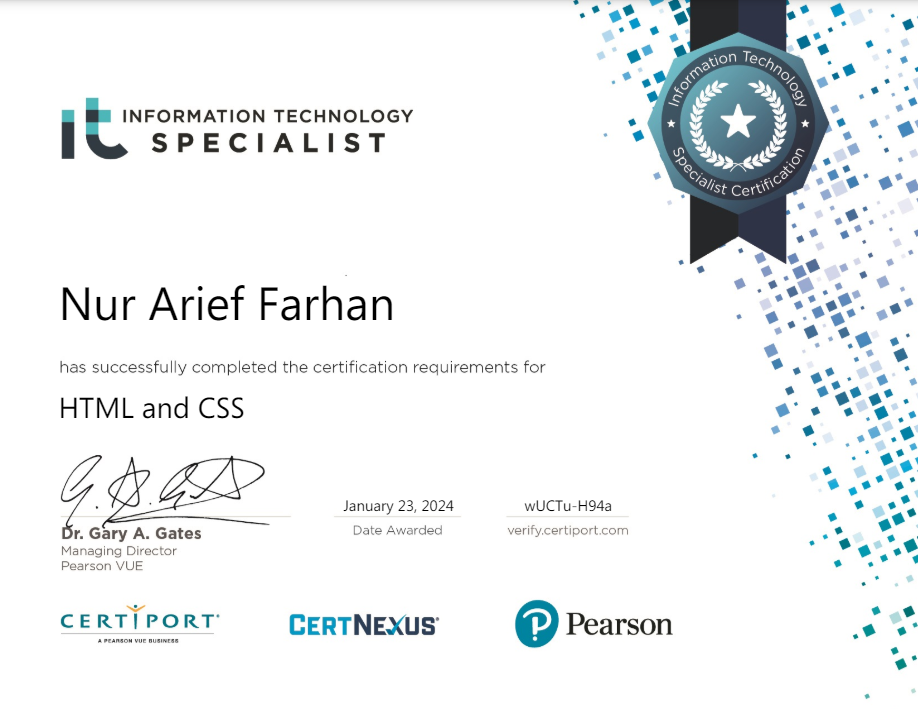 it INFORMATION TECHNOLOGY
SPECIALIST
Information Technology
Specialist Certification
Nur Arief Farhan
has successfully completed the certification requirements for
HTML and CSS
Dr. Gary A. Gates
Managing Director
Pearson VUE
January 23, 2024
Date Awarded
wUCTu-H94a
verify.certiport.com
CERTIPORT
A PEARSON VUE BUSINESS
CERTNEXUS
P Pearson